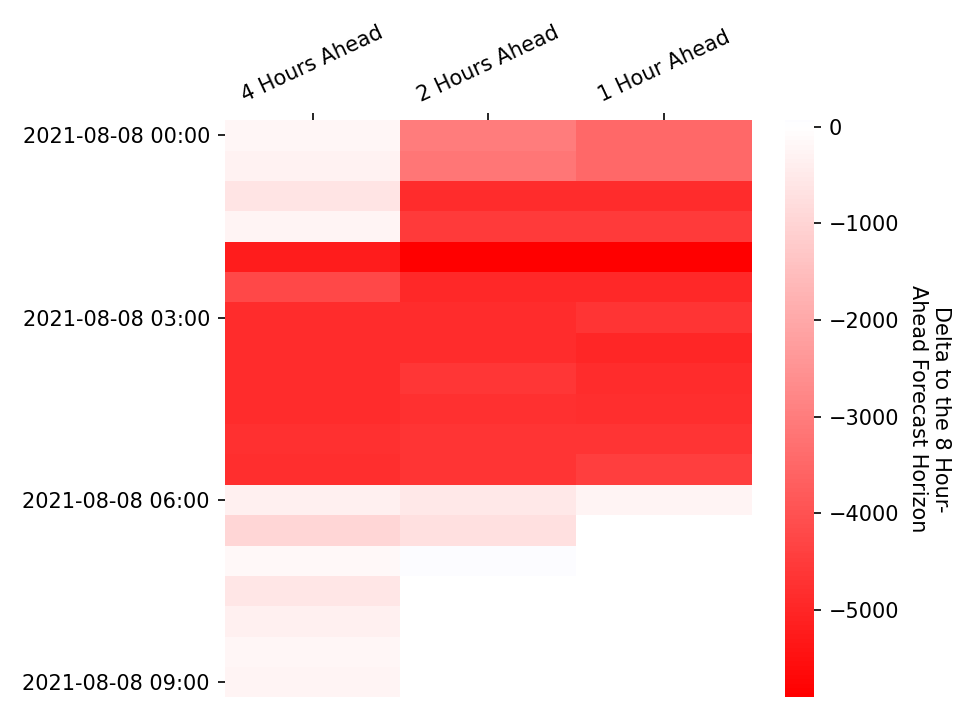 4 Hours Ahead
2 Hours Ahead
1 Hour Ahead
2021-08-08 00:00
2021-08-08 03:00
2021-08-08 06:00
2021-08-08 09:00
0
−1000
−2000
−3000
−4000
−5000
Delta to the 8 Hour-
Ahead Forecast Horizon